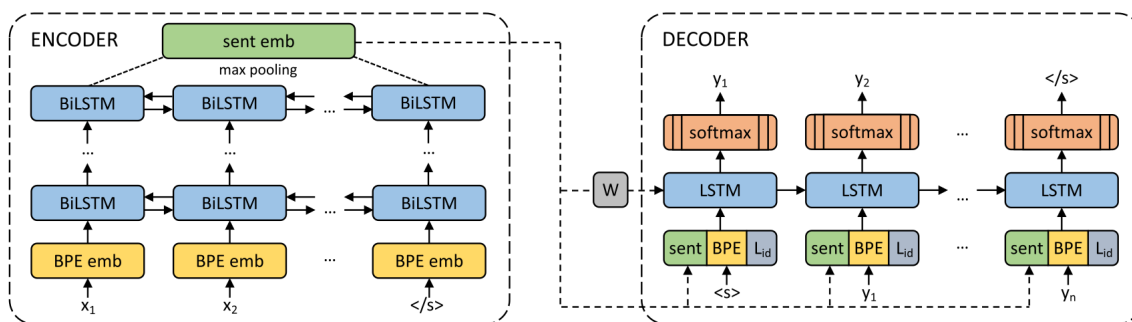 ENCODER
sent emb
max pooling
BiLSTM BiLSTM ... BiLSTM
... ... ...
BiLSTM BiLSTM ... BiLSTM
BPE emb BPE emb ... BPE emb
x1 x2 </s>
W
DECODER
y1 y2 </s>
softmax softmax ... softmax
LSTM LSTM ... LSTM
sent BPE Lid sent BPE Lid ... sent BPE Lid
<s> y1 yn